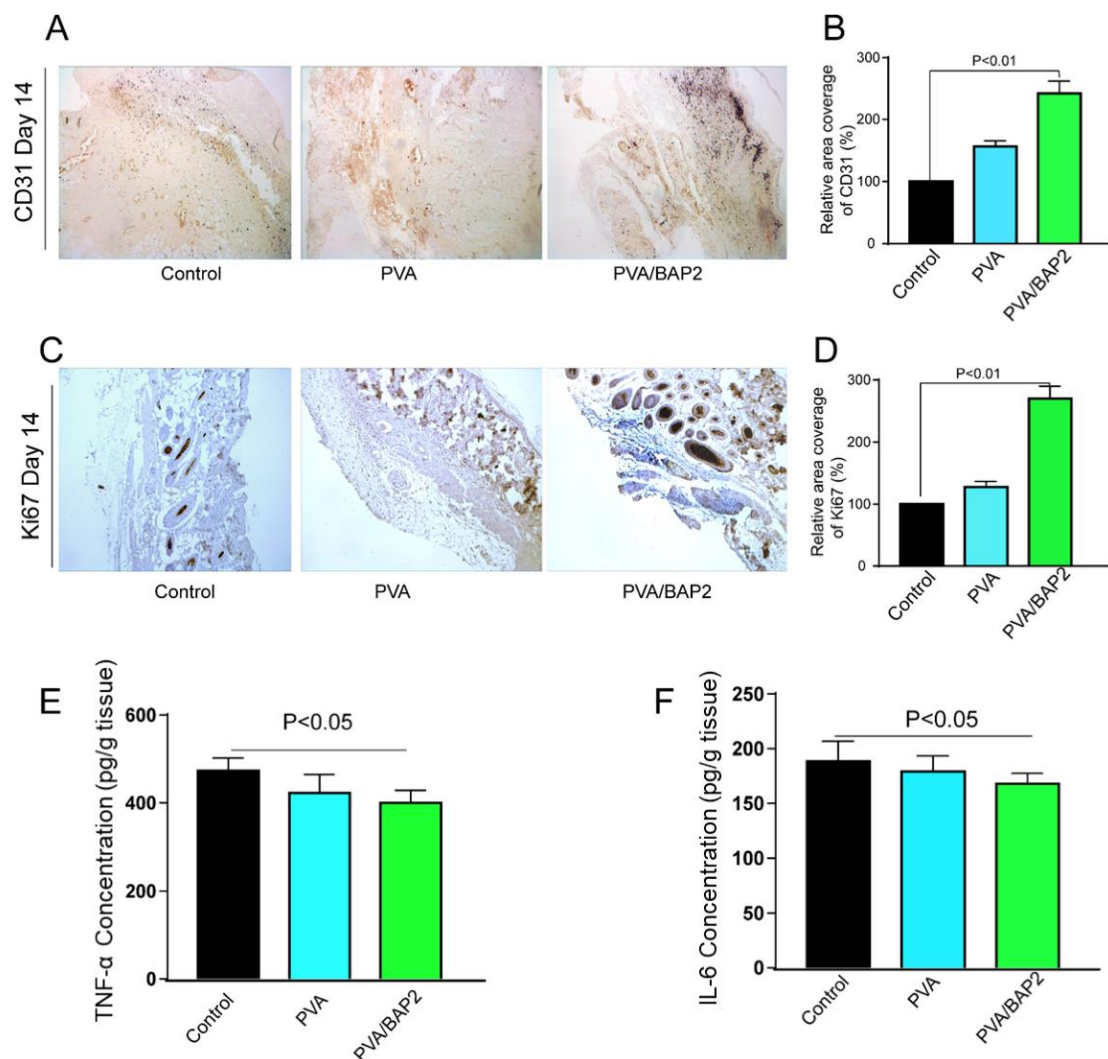 A
CD31 Day 14
Control
PVA
PVA/BAP2
B
Relative area coverage
of CD31 (%)
300
200
100
0
P<0.01
Control
PVA
PVA/BAP2
C
Ki67 Day 14
Control
PVA
PVA/BAP2
D
Relative area coverage
of Ki67 (%)
300
200
100
0
P<0.01
Control
PVA
PVA/BAP2
E
TNF-α Concentration (pg/g tissue)
600
400
200
0
P<0.05
Control
PVA
PVA/BAP2
F
IL-6 Concentration (pg/g tissue)
250
200
150
100
50
0
P<0.05
Control
PVA
PVA/BAP2